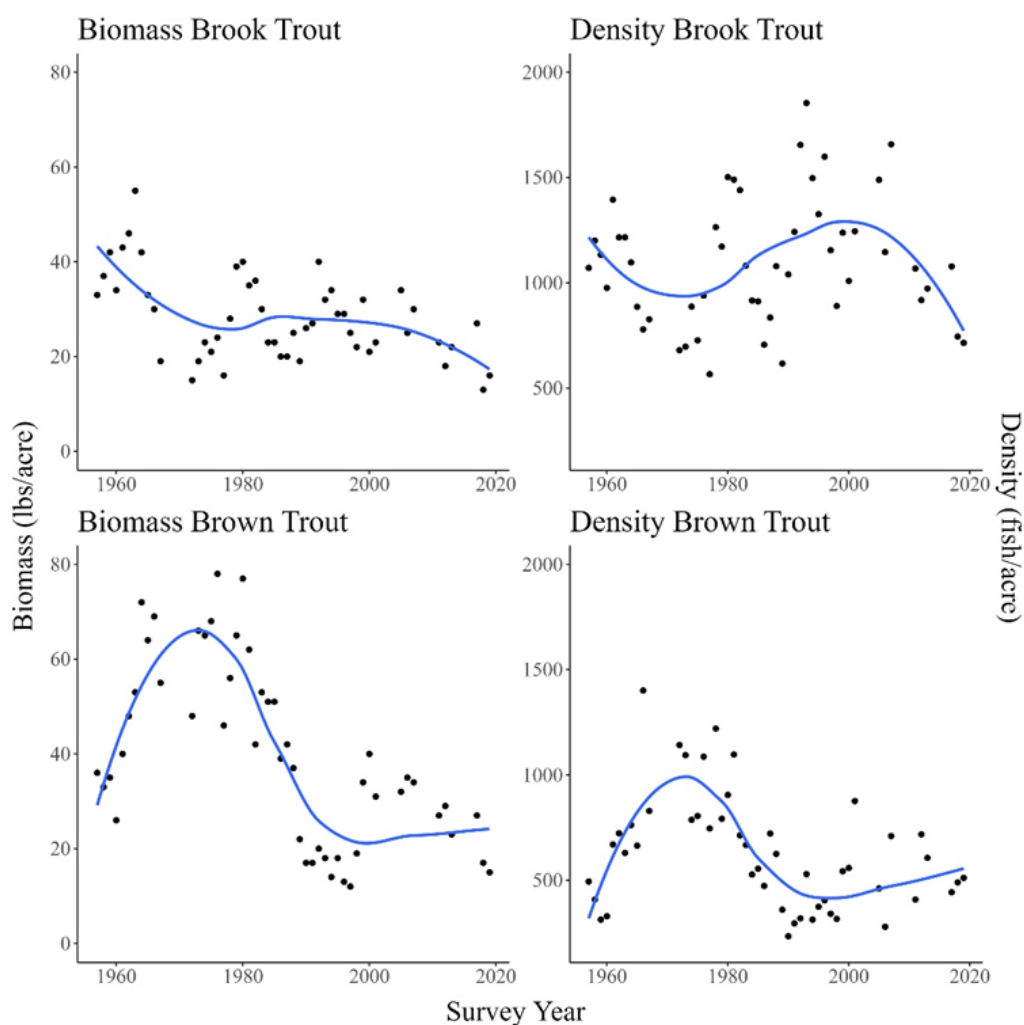 Biomass Brook Trout
Density Brook Trout
80
60
40
20
0
1960 1980 2000 2020
2000
1500
1000
500
1960 1980 2000 2020
Biomass (lbs/acre)
Density (fish/acre)
Biomass Brown Trout
Density Brown Trout
80
60
40
20
0
1960 1980 2000 2020
2000
1500
1000
500
1960 1980 2000 2020
Survey Year